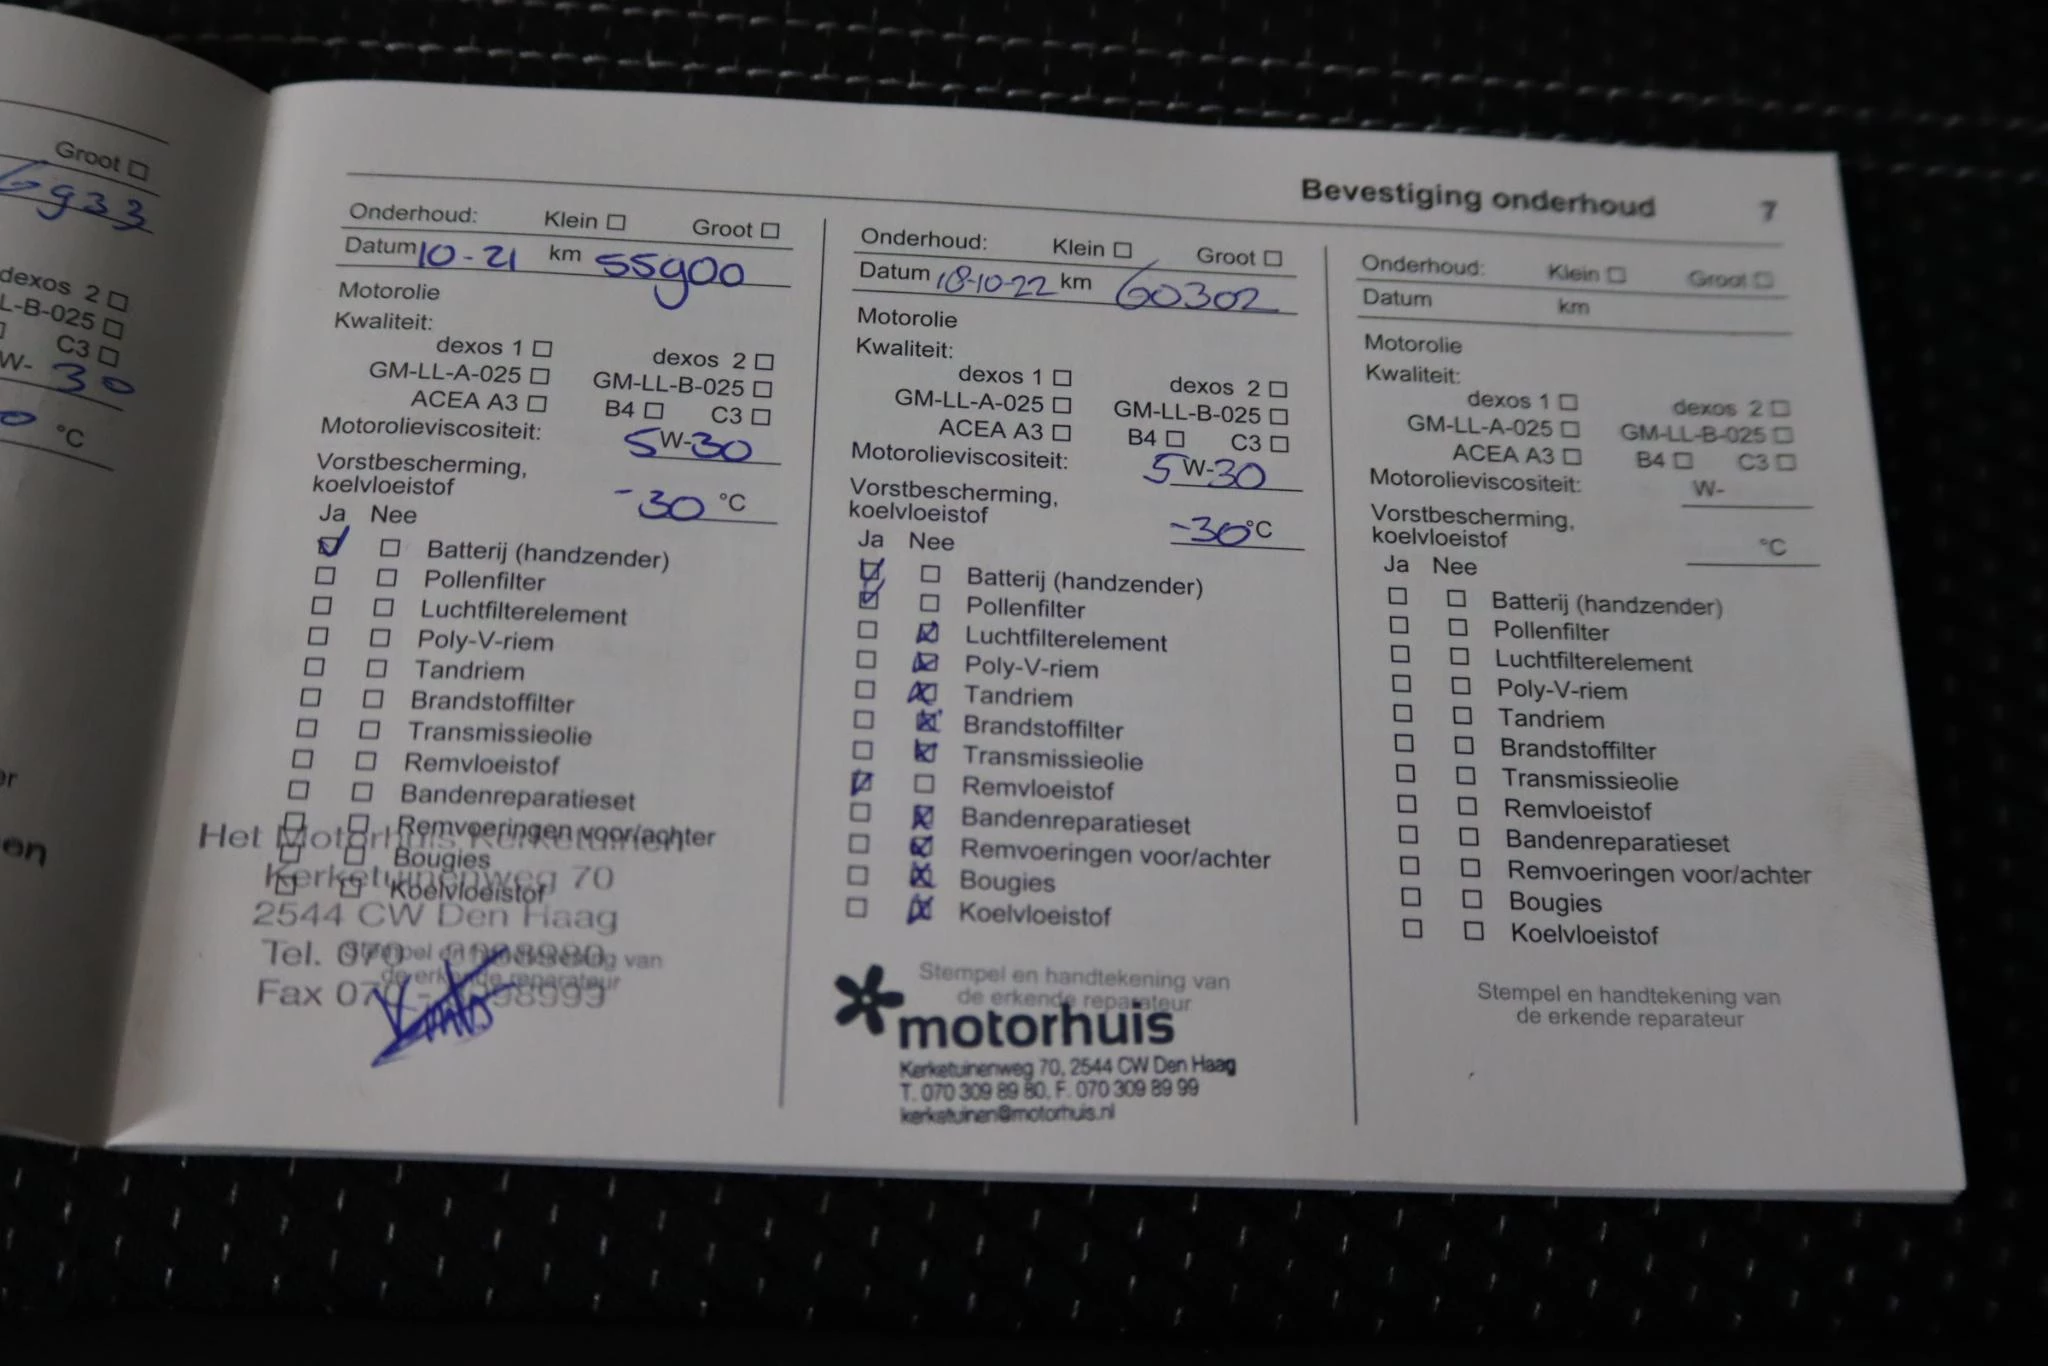 Groot ☐
6933
dexos 2 ☐
L-B-025 ☐
C3 ☐
W- 30
0 °C
er
en
Bevestiging onderhoud 7
Onderhoud: Klein ☐ Groot ☐
Datum 10-21 km 55900
Motorolie
Kwaliteit:
dexos 1 ☐ dexos 2 ☐
GM-LL-A-025 ☐ GM-LL-B-025 ☐
ACEA A3 ☐ B4 ☐ C3 ☐
Motorolieviscositeit: 5W-30
Vorstbescherming,
koelvloeistof -30 °C
Ja Nee
☑ ☐ Batterij (handzender)
☐ ☐ Pollenfilter
☐ ☐ Luchtfilterelement
☐ ☐ Poly-V-riem
☐ ☐ Tandriem
☐ ☐ Brandstoffilter
☐ ☐ Transmissieolie
☐ ☐ Remvloeistof
☐ ☐ Bandenreparatieset
☐ ☐ Remvoeringen voor/achter
☐ ☐ Bougies
☐ ☐ Koelvloeistof
Stempel en handtekening van
de erkende reparateur
Het Motorhuis Kerketuinen
Kerketuinenweg 70
2544 CW Den Haag
Tel. 070 - 3098980
Fax 070 - 3098999
Onderhoud: Klein ☐ Groot ☐
Datum 18-10-22 km 60302
Motorolie
Kwaliteit:
dexos 1 ☐ dexos 2 ☐
GM-LL-A-025 ☐ GM-LL-B-025 ☐
ACEA A3 ☐ B4 ☐ C3 ☐
Motorolieviscositeit: 5W-30
Vorstbescherming,
koelvloeistof -30°C
Ja Nee
☑ ☐ Batterij (handzender)
☑ ☐ Pollenfilter
☐ ☑ Luchtfilterelement
☐ ☑ Poly-V-riem
☐ ☑ Tandriem
☐ ☑ Brandstoffilter
☐ ☑ Transmissieolie
☑ ☐ Remvloeistof
☐ ☑ Bandenreparatieset
☐ ☑ Remvoeringen voor/achter
☐ ☑ Bougies
☐ ☑ Koelvloeistof
Stempel en handtekening van
de erkende reparateur
motorhuis
Kerketuinenweg 70, 2544 CW Den Haag
T. 070 309 89 80, F. 070 309 89 99
kerketuinen@motorhuis.nl
Onderhoud: Klein ☐ Groot ☐
Datum km
Motorolie
Kwaliteit:
dexos 1 ☐ dexos 2 ☐
GM-LL-A-025 ☐ GM-LL-B-025 ☐
ACEA A3 ☐ B4 ☐ C3 ☐
Motorolieviscositeit: W-
Vorstbescherming,
koelvloeistof °C
Ja Nee
☐ ☐ Batterij (handzender)
☐ ☐ Pollenfilter
☐ ☐ Luchtfilterelement
☐ ☐ Poly-V-riem
☐ ☐ Tandriem
☐ ☐ Brandstoffilter
☐ ☐ Transmissieolie
☐ ☐ Remvloeistof
☐ ☐ Bandenreparatieset
☐ ☐ Remvoeringen voor/achter
☐ ☐ Bougies
☐ ☐ Koelvloeistof
Stempel en handtekening van
de erkende reparateur